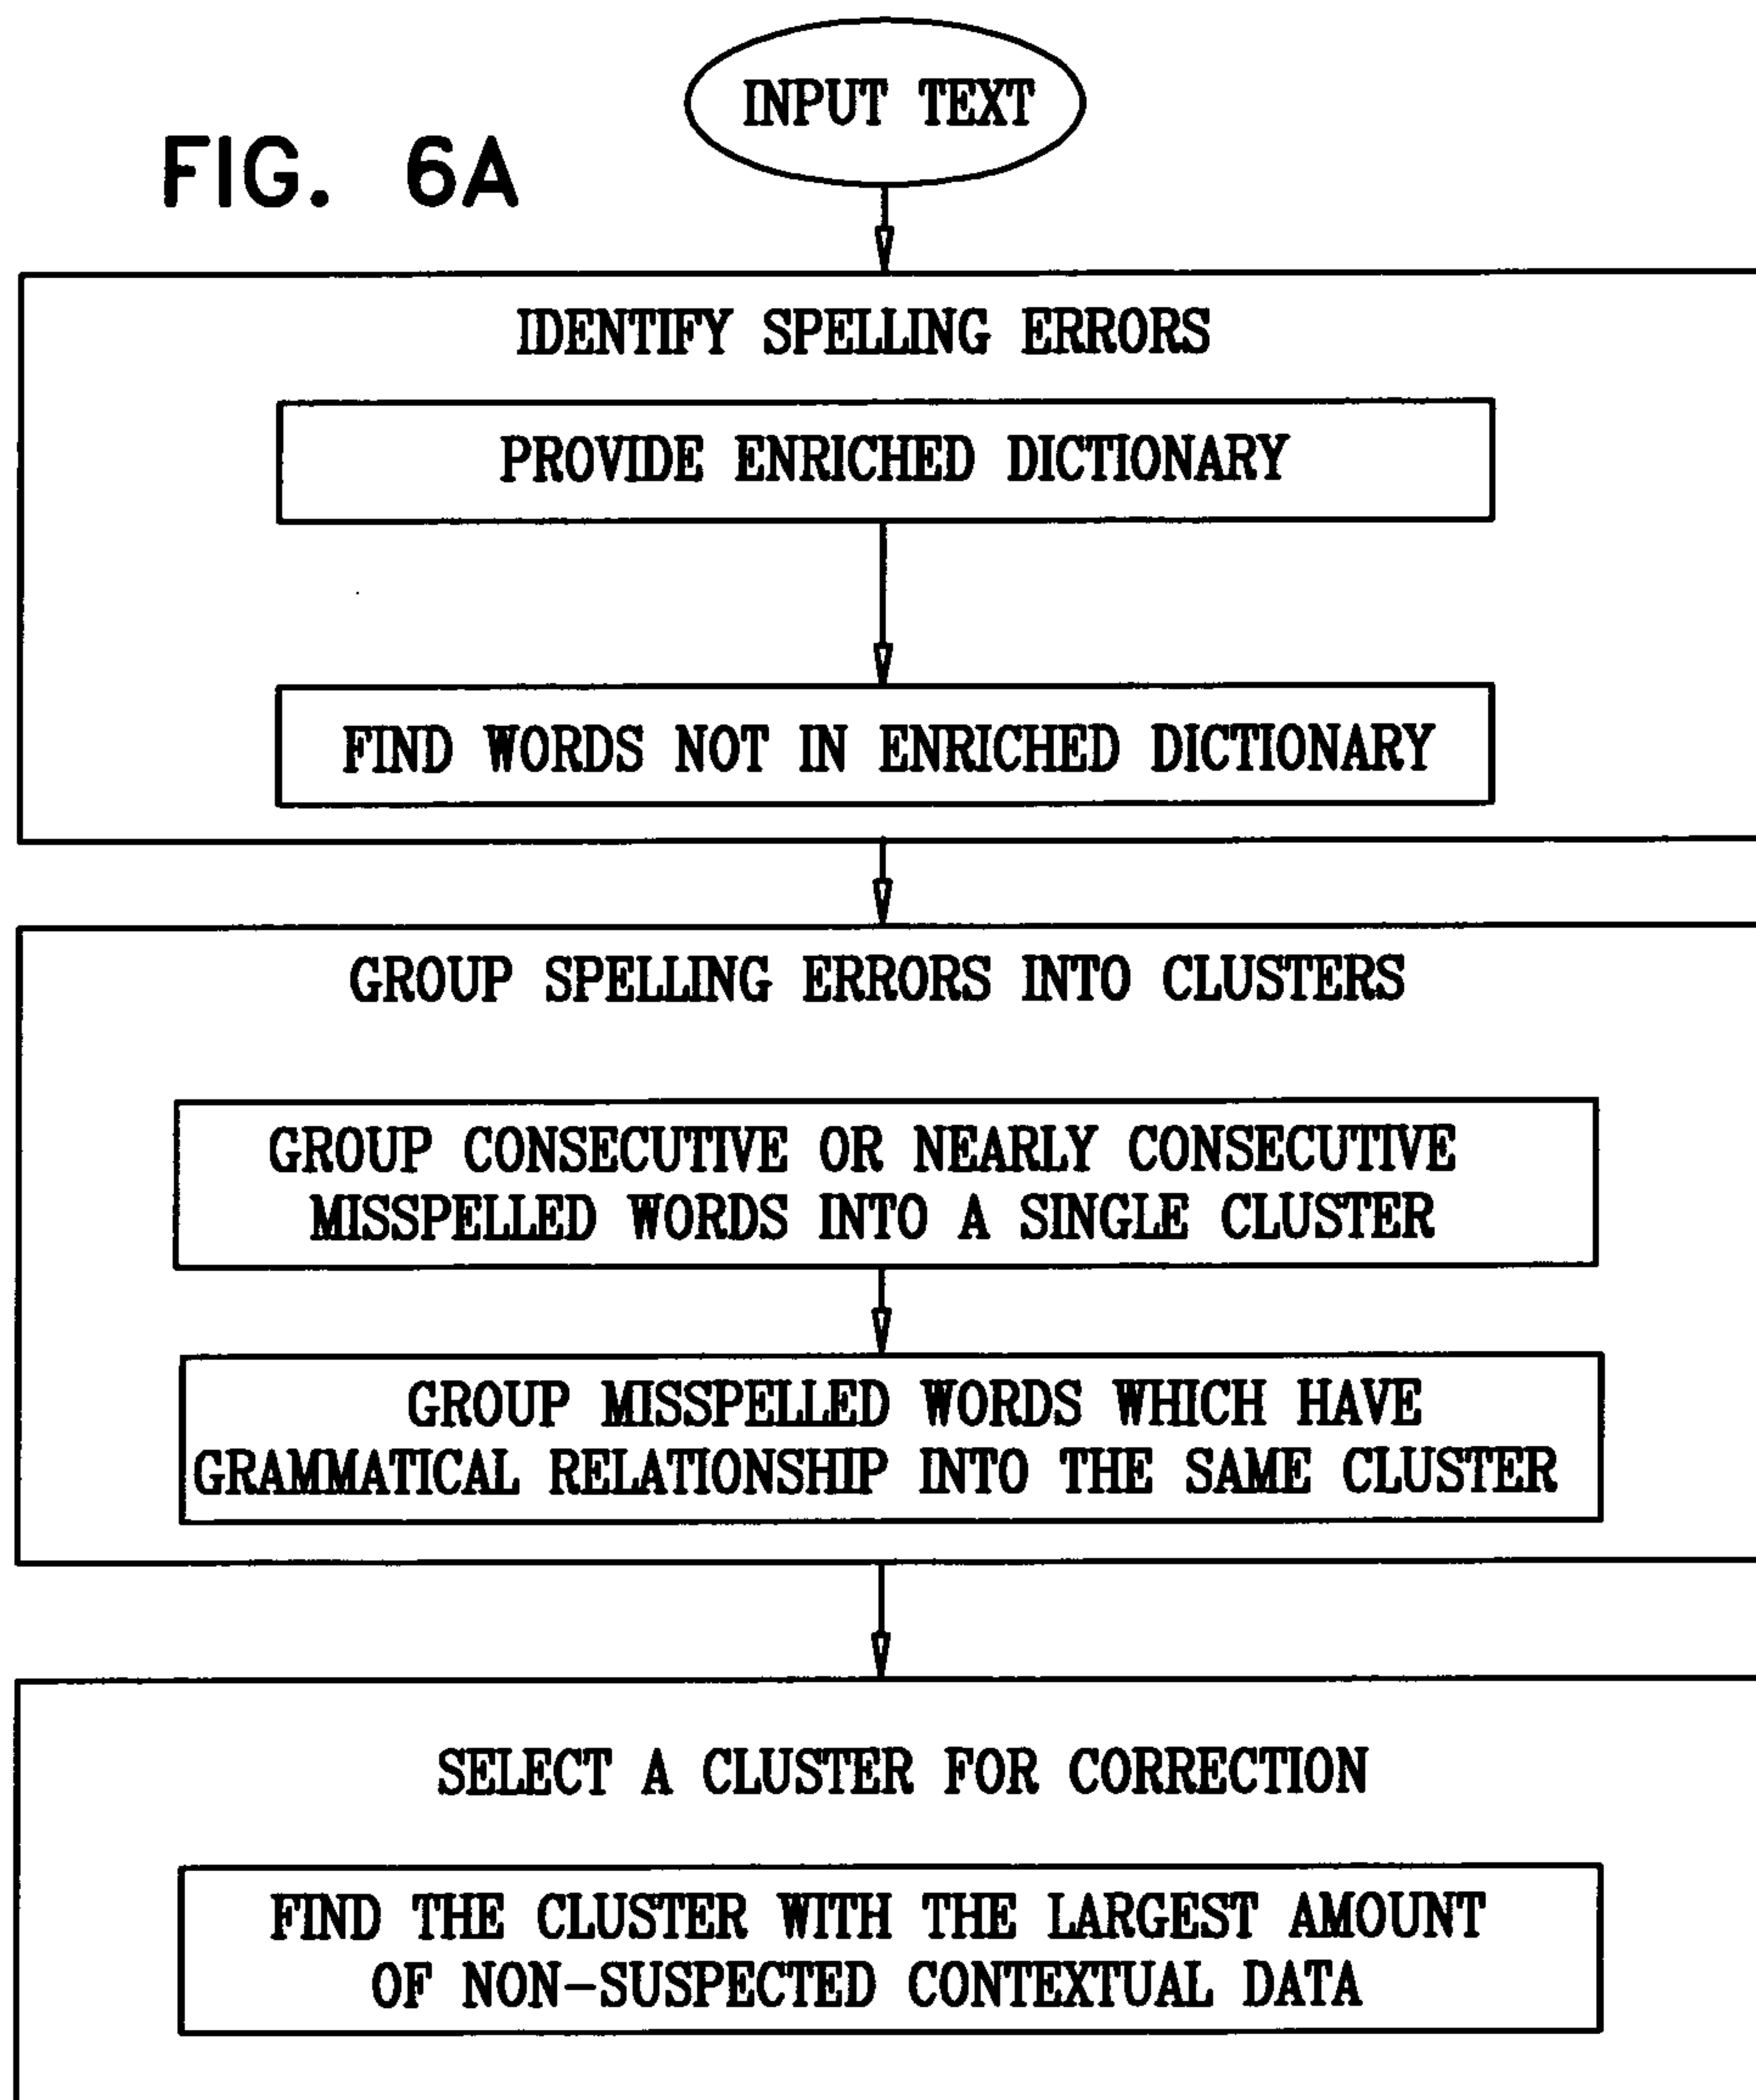 INPUT TEXT
FIG. 6A
IDENTIFY SPELLING ERRORS
PROVIDE ENRICHED DICTIONARY
FIND WORDS NOT IN ENRICHED DICTIONARY
GROUP SPELLING ERRORS INTO CLUSTERS
GROUP CONSECUTIVE OR NEARLY CONSECUTIVE
MISSPELLED WORDS INTO A SINGLE CLUSTER
GROUP MISSPELLED WORDS WHICH HAVE
GRAMMATICAL RELATIONSHIP INTO THE SAME CLUSTER
SELECT A CLUSTER FOR CORRECTION
FIND THE CLUSTER WITH THE LARGEST AMOUNT
OF NON-SUSPECTED CONTEXTUAL DATA